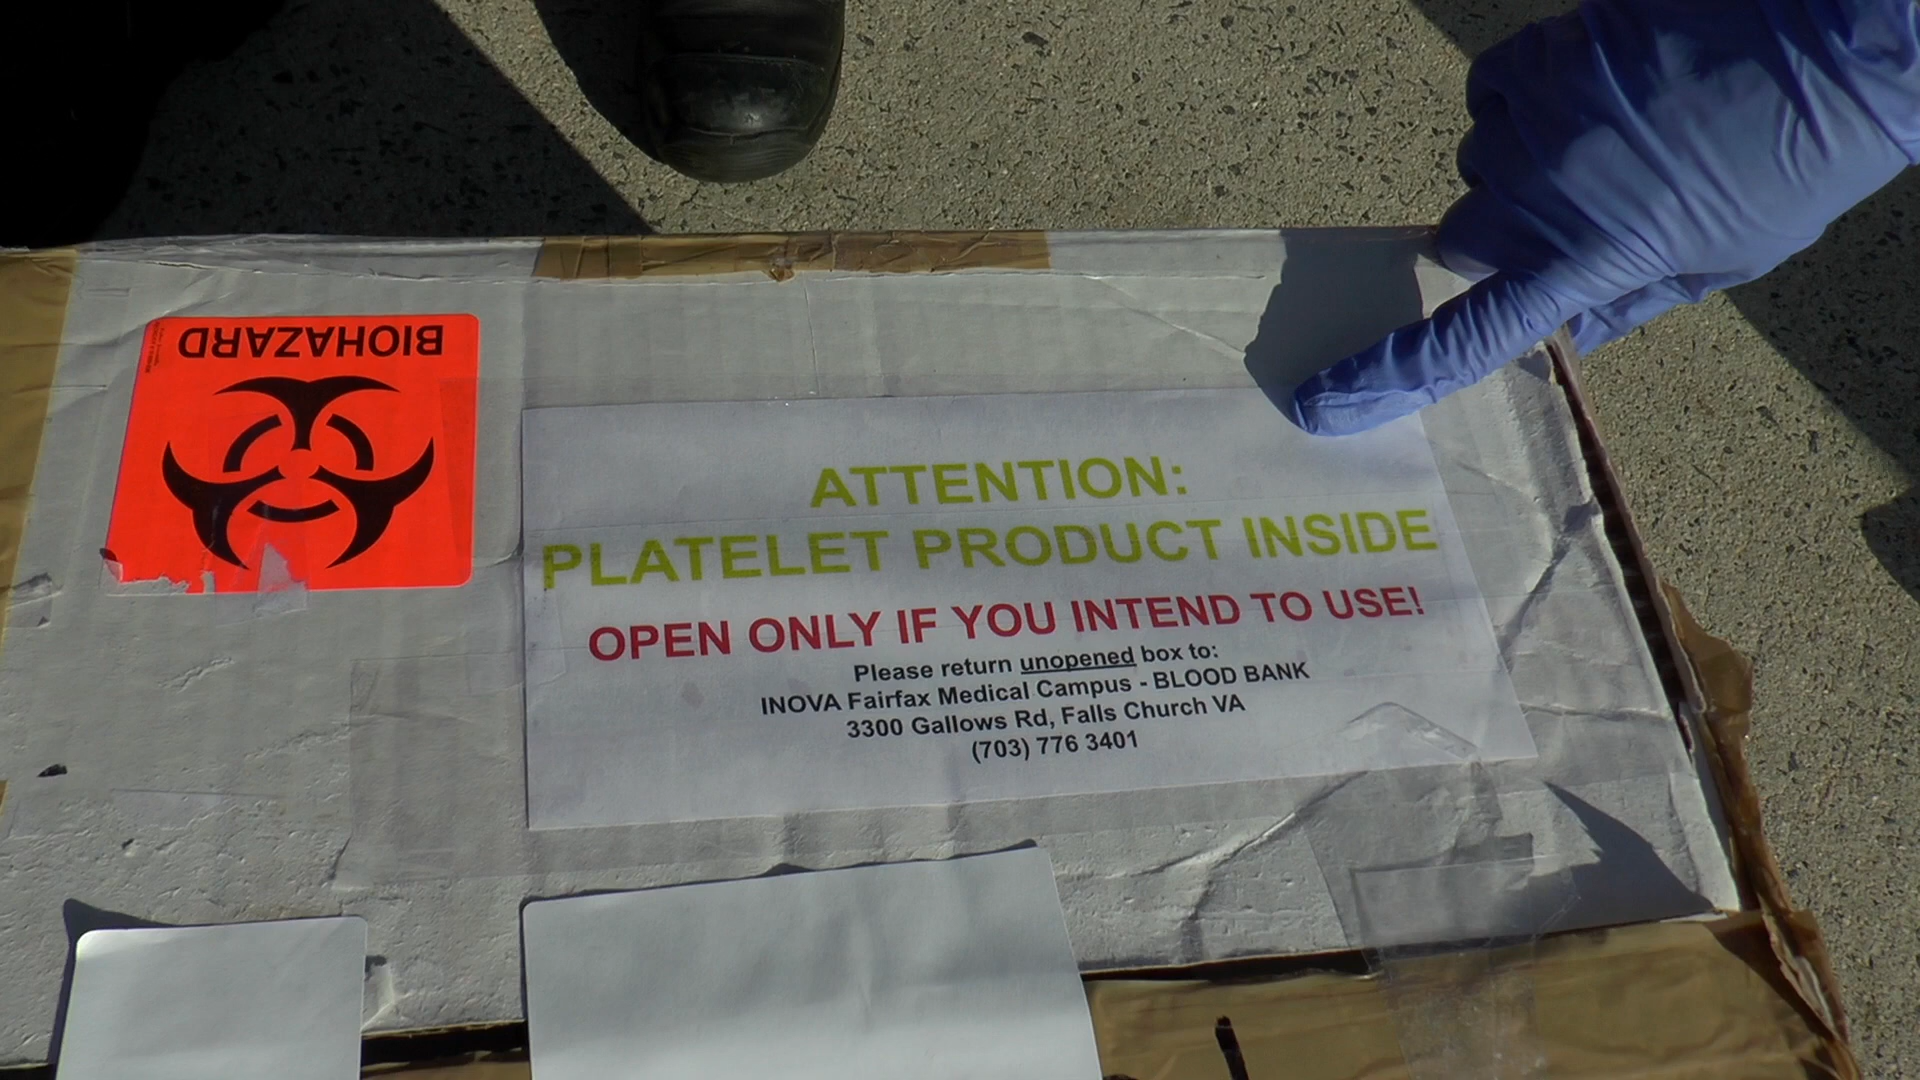 BIOHAZARD
ATTENTION:
PLATELET PRODUCT INSIDE
OPEN ONLY IF YOU INTEND TO USE!
Please return unopened box to:
INOVA Fairfax Medical Campus - BLOOD BANK
3300 Gallows Rd, Falls Church VA
(703) 776 3401